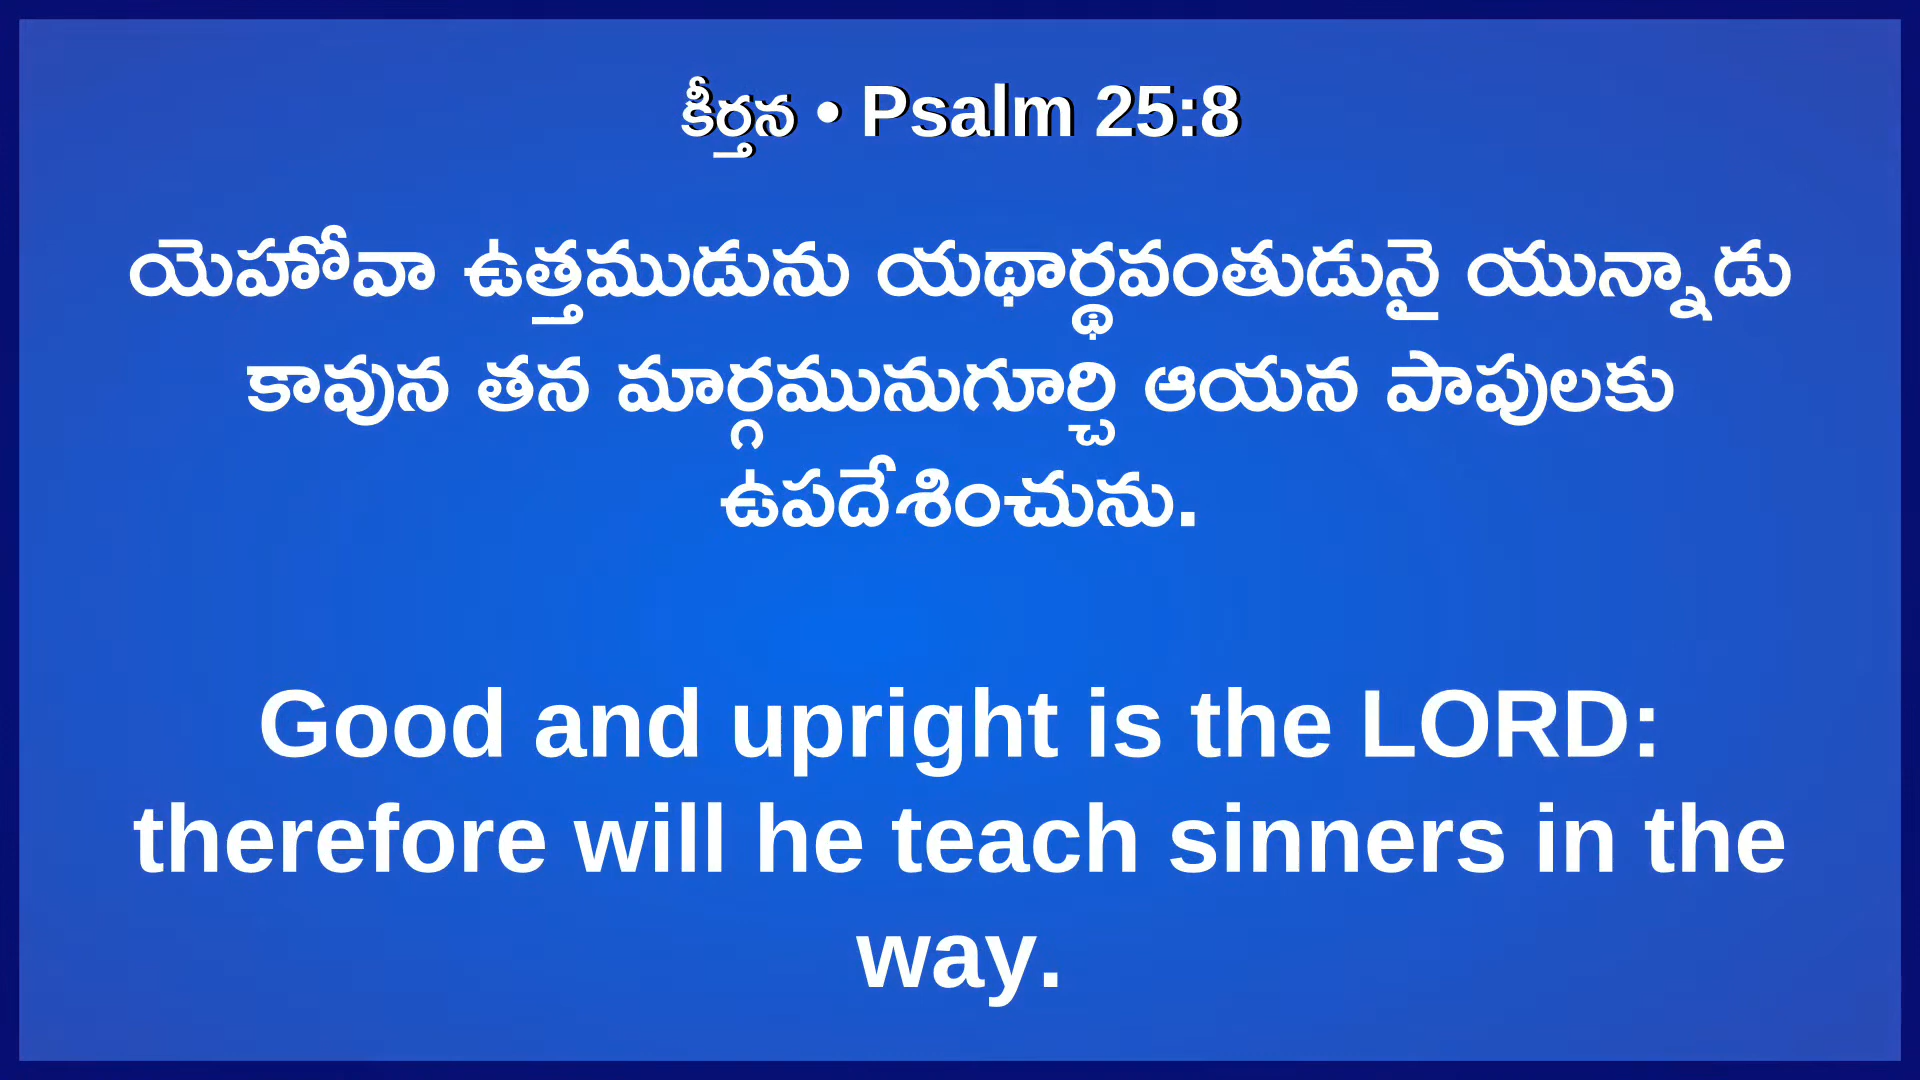 కీర్తన • Psalm 25:8
యెహోవా ఉత్తముడును యథార్థవంతుడునై యున్నాడు
కావున తన మార్గమునుగూర్చి ఆయన పాపులకు
ఉపదేశించును.
Good and upright is the LORD:
therefore will he teach sinners in the
way.